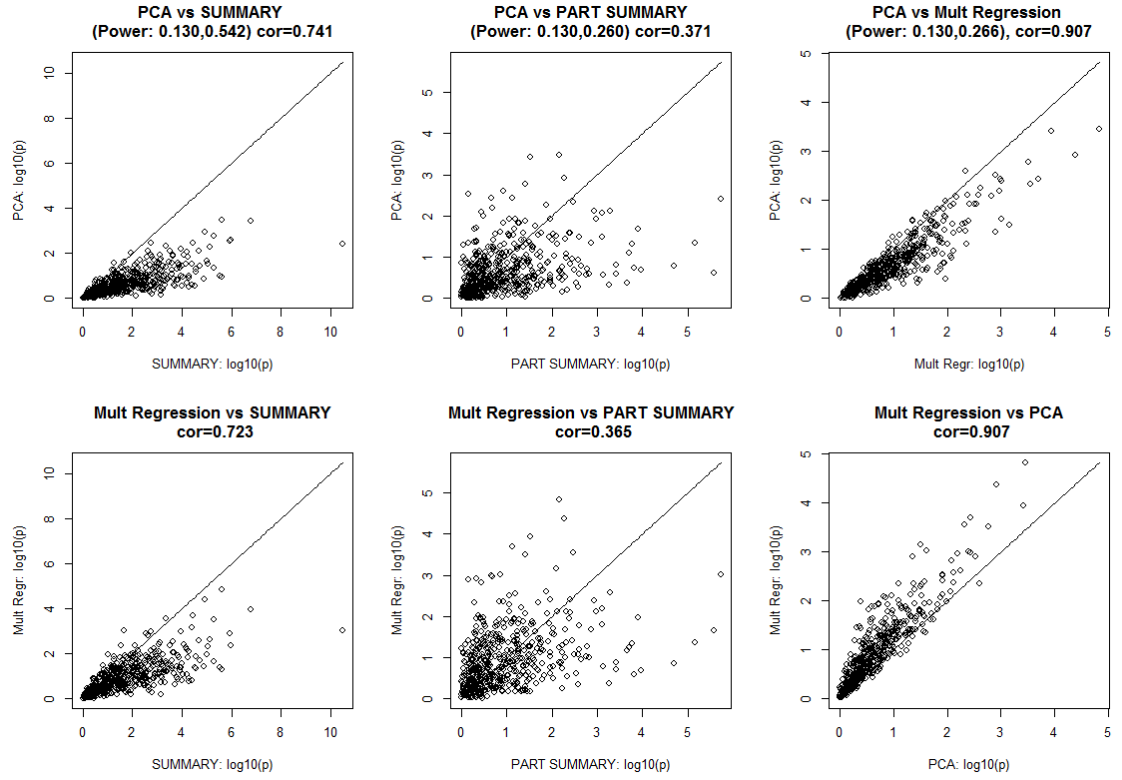 PCA vs SUMMARY
(Power: 0.130,0.542) cor=0.741
PCA: log10(p)
10
8
6
4
2
0
0 2 4 6 8 10
SUMMARY: log10(p)
PCA vs PART SUMMARY
(Power: 0.130,0.260) cor=0.371
PCA: log10(p)
5
4
3
2
1
0
0 1 2 3 4 5
PART SUMMARY: log10(p)
PCA vs Mult Regression
(Power: 0.130,0.266), cor=0.907
PCA: log10(p)
5
4
3
2
1
0
0 1 2 3 4 5
Mult Regr: log10(p)
Mult Regression vs SUMMARY
cor=0.723
Mult Regr: log10(p)
10
8
6
4
2
0
0 2 4 6 8 10
SUMMARY: log10(p)
Mult Regression vs PART SUMMARY
cor=0.365
Mult Regr: log10(p)
5
4
3
2
1
0
0 1 2 3 4 5
PART SUMMARY: log10(p)
Mult Regression vs PCA
cor=0.907
Mult Regr: log10(p)
5
4
3
2
1
0
0 1 2 3 4 5
PCA: log10(p)